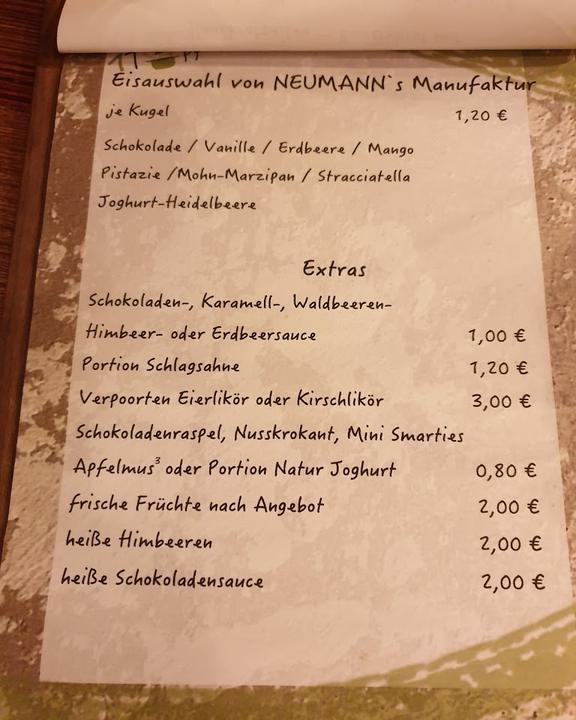 Eisauswahl von NEUMANN`s Manufaktur
je Kugel 1,20 €
Schokolade / Vanille / Erdbeere / Mango
Pistazie /Mohn-Marzipan / Stracciatella
Joghurt-Heidelbeere
Extras
Schokoladen-, Karamell-, Waldbeeren-
Himbeer- oder Erdbeersauce 1,00 €
Portion Schlagsahne 1,20 €
Verpoorten Eierlikör oder Kirschlikör 3,00 €
Schokoladenraspel, Nusskrokant, Mini Smarties
Apfelmus³ oder Portion Natur Joghurt 0,80 €
frische Früchte nach Angebot 2,00 €
heiße Himbeeren 2,00 €
heiße Schokoladensauce 2,00 €